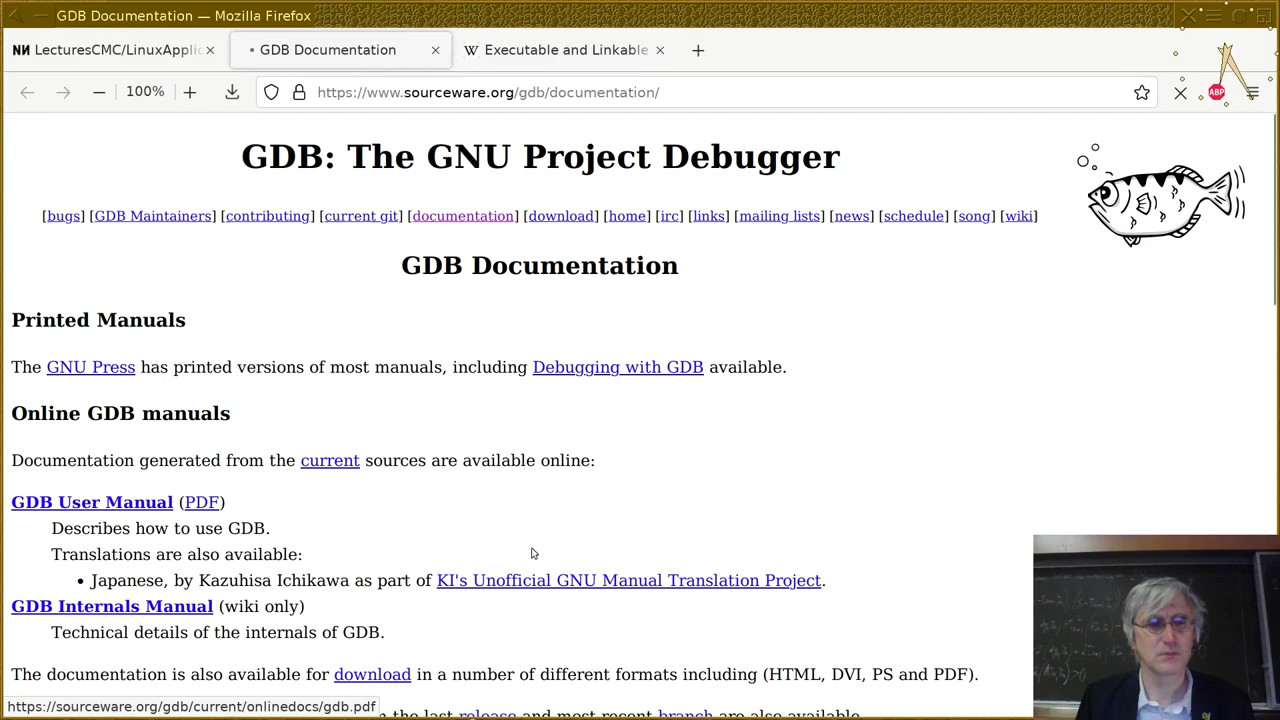 GDB Documentation — Mozilla Firefox
LecturesCMC/LinuxApplic
GDB Documentation
Executable and Linkable
100%
https://www.sourceware.org/gdb/documentation/
ABP
GDB: The GNU Project Debugger
[bugs] [GDB Maintainers] [contributing] [current git] [documentation] [download] [home] [irc] [links] [mailing lists] [news] [schedule] [song] [wiki]
GDB Documentation
Printed Manuals
The GNU Press has printed versions of most manuals, including Debugging with GDB available.
Online GDB manuals
Documentation generated from the current sources are available online:
GDB User Manual (PDF)
Describes how to use GDB.
Translations are also available:
• Japanese, by Kazuhisa Ichikawa as part of KI's Unofficial GNU Manual Translation Project.
GDB Internals Manual (wiki only)
Technical details of the internals of GDB.
The documentation is also available for download in a number of different formats including (HTML, DVI, PS and PDF).
https://sourceware.org/gdb/current/onlinedocs/gdb.pdf
the last release and most recent branch are also available.